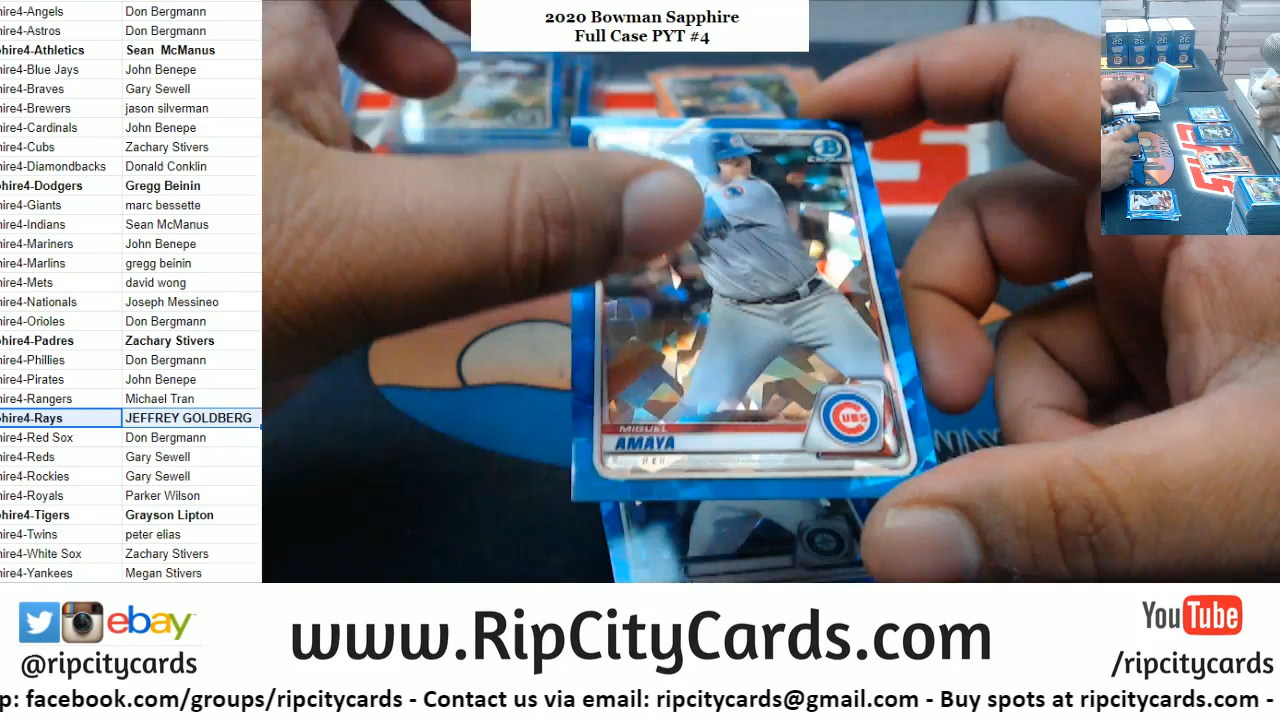 2020 Bowman Sapphire
Full Case PYT #4
hire4-Angels Don Bergmann
hire4-Astros Don Bergmann
phire4-Athletics Sean McManus
hire4-Blue Jays John Benepe
hire4-Braves Gary Sewell
hire4-Brewers jason silverman
hire4-Cardinals John Benepe
hire4-Cubs Zachary Stivers
hire4-Diamondbacks Donald Conklin
phire4-Dodgers Gregg Beinin
hire4-Giants marc bessette
hire4-Indians Sean McManus
hire4-Mariners John Benepe
hire4-Marlins gregg beinin
hire4-Mets david wong
hire4-Nationals Joseph Messineo
hire4-Orioles Don Bergmann
phire4-Padres Zachary Stivers
hire4-Phillies Don Bergmann
hire4-Pirates John Benepe
hire4-Rangers Michael Tran
phire4-Rays JEFFREY GOLDBERG
hire4-Red Sox Don Bergmann
hire4-Reds Gary Sewell
hire4-Rockies Gary Sewell
hire4-Royals Parker Wilson
phire4-Tigers Grayson Lipton
hire4-Twins peter elias
hire4-White Sox Zachary Stivers
hire4-Yankees Megan Stivers
B
MIGUEL
AMAYA
CUBS
ebay
@ripcitycards
www.RipCityCards.com
YouTube
/ripcitycards
p: facebook.com/groups/ripcitycards - Contact us via email: ripcitycards@gmail.com - Buy spots at ripcitycards.com -